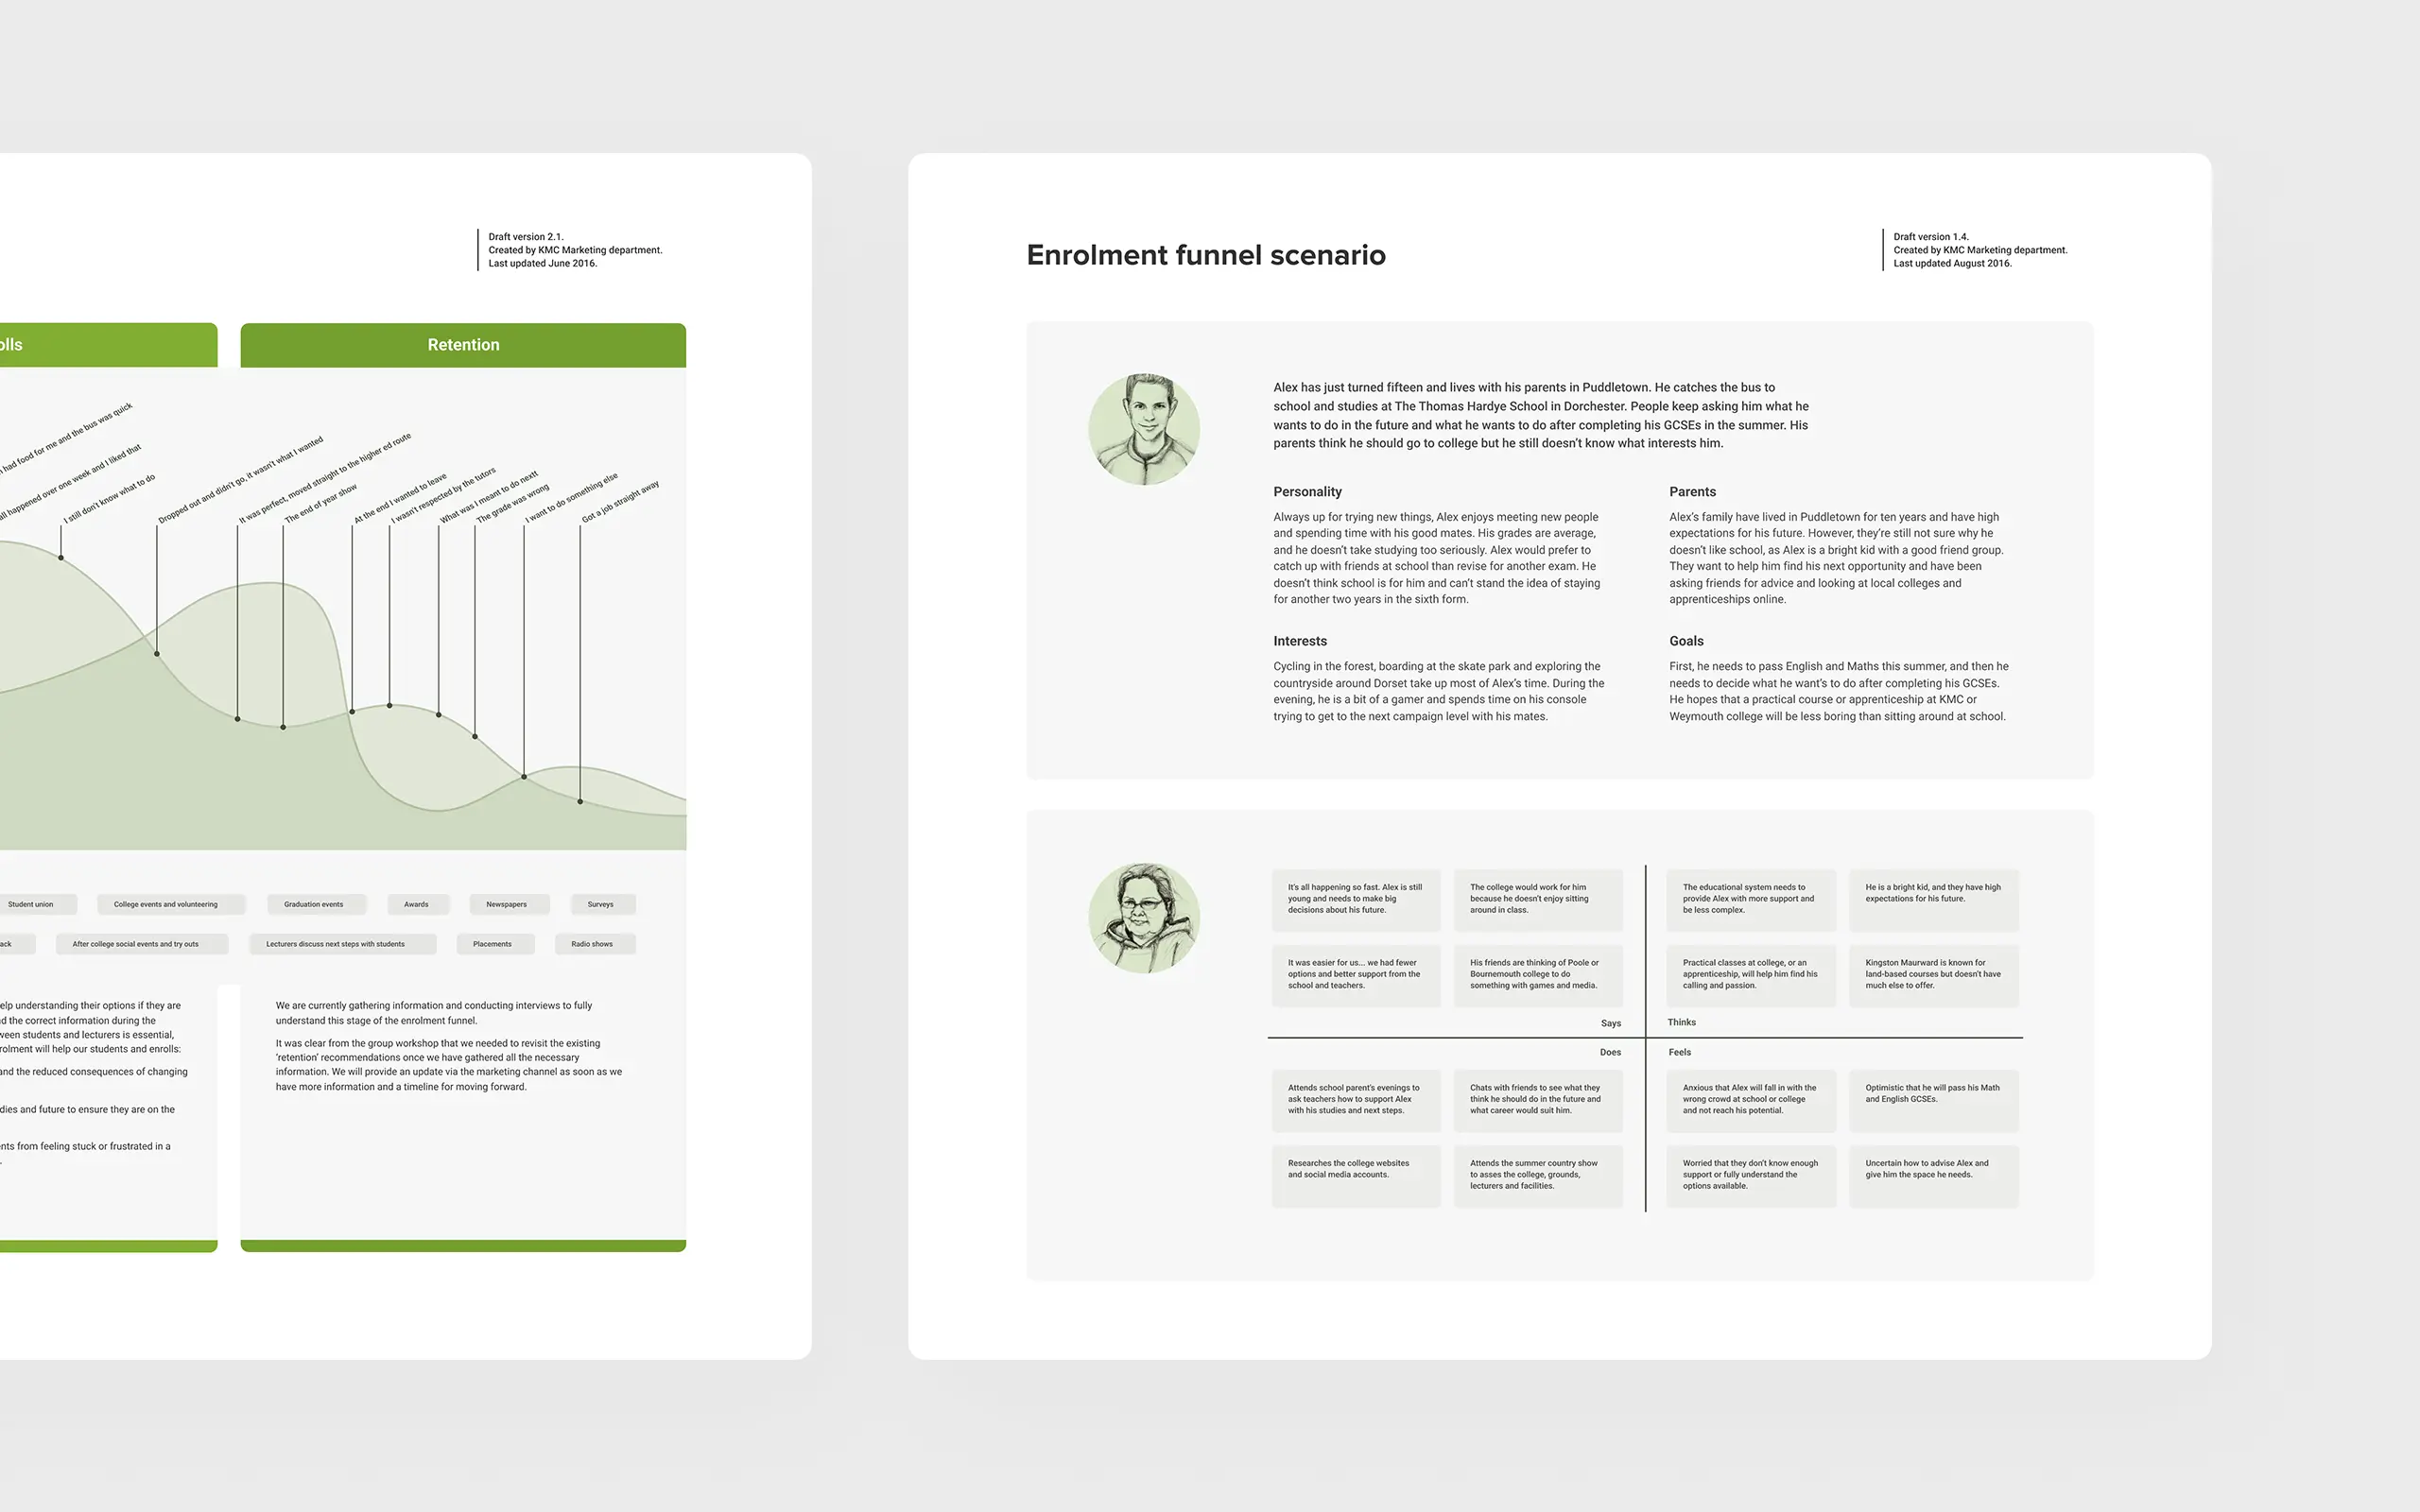 Draft version 2.1.
Created by KMC Marketing department.
Last updated June 2016.
olls
Retention
had food for me and the bus was quick
all happened over one week and I liked that
I still don't know what to do
Dropped out and didn't go, it wasn't what I wanted
It was perfect, moved straight to the higher ed route
The end of year show
At the end I wanted to leave
I wasn't respected by the tutors
What was I meant to do nextt
The grade was wrong
I want to do something else
Got a job straight away
Student union
College events and volunteering
Graduation events
Awards
Newspapers
Surveys
ack
After college social events and try outs
Lecturers discuss next steps with students
Placements
Radio shows
elp understanding their options if they are
d the correct information during the
ween students and lecturers is essential,
rolment will help our students and enrolls:
and the reduced consequences of changing
dies and future to ensure they are on the
nts from feeling stuck or frustrated in a
.
We are currently gathering information and conducting interviews to fully
understand this stage of the enrolment funnel.
It was clear from the group workshop that we needed to revisit the existing
'retention' recommendations once we have gathered all the necessary
information. We will provide an update via the marketing channel as soon as we
have more information and a timeline for moving forward.
Enrolment funnel scenario
Draft version 1.4.
Created by KMC Marketing department.
Last updated August 2016.
Alex has just turned fifteen and lives with his parents in Puddletown. He catches the bus to
school and studies at The Thomas Hardye School in Dorchester. People keep asking him what he
wants to do in the future and what he wants to do after completing his GCSEs in the summer. His
parents think he should go to college but he still doesn't know what interests him.
Personality
Always up for trying new things, Alex enjoys meeting new people
and spending time with his good mates. His grades are average,
and he doesn't take studying too seriously. Alex would prefer to
catch up with friends at school than revise for another exam. He
doesn't think school is for him and can't stand the idea of staying
for another two years in the sixth form.
Parents
Alex's family have lived in Puddletown for ten years and have high
expectations for his future. However, they're still not sure why he
doesn't like school, as Alex is a bright kid with a good friend group.
They want to help him find his next opportunity and have been
asking friends for advice and looking at local colleges and
apprenticeships online.
Interests
Cycling in the forest, boarding at the skate park and exploring the
countryside around Dorset take up most of Alex's time. During the
evening, he is a bit of a gamer and spends time on his console
trying to get to the next campaign level with his mates.
Goals
First, he needs to pass English and Maths this summer, and then he
needs to decide what he want's to do after completing his GCSEs.
He hopes that a practical course or apprenticeship at KMC or
Weymouth college will be less boring than sitting around at school.
It's all happening so fast. Alex is still
young and needs to make big
decisions about his future.
The college would work for him
because he doesn't enjoy sitting
around in class.
It was easier for us... we had fewer
options and better support from the
school and teachers.
His friends are thinking of Poole or
Bournemouth college to do
something with games and media.
Says
The educational system needs to
provide Alex with more support and
be less complex.
He is a bright kid, and they have high
expectations for his future.
Practical classes at college, or an
apprenticeship, will help him find his
calling and passion.
Kingston Maurward is known for
land-based courses but doesn't have
much else to offer.
Thinks
Does
Attends school parent's evenings to
ask teachers how to support Alex
with his studies and next steps.
Chats with friends to see what they
think he should do in the future and
what career would suit him.
Researches the college websites
and social media accounts.
Attends the summer country show
to asses the college, grounds,
lecturers and facilities.
Feels
Anxious that Alex will fall in with the
wrong crowd at school or college
and not reach his potential.
Optimistic that he will pass his Math
and English GCSEs.
Worried that they don't know enough
support or fully understand the
options available.
Uncertain how to advise Alex and
give him the space he needs.